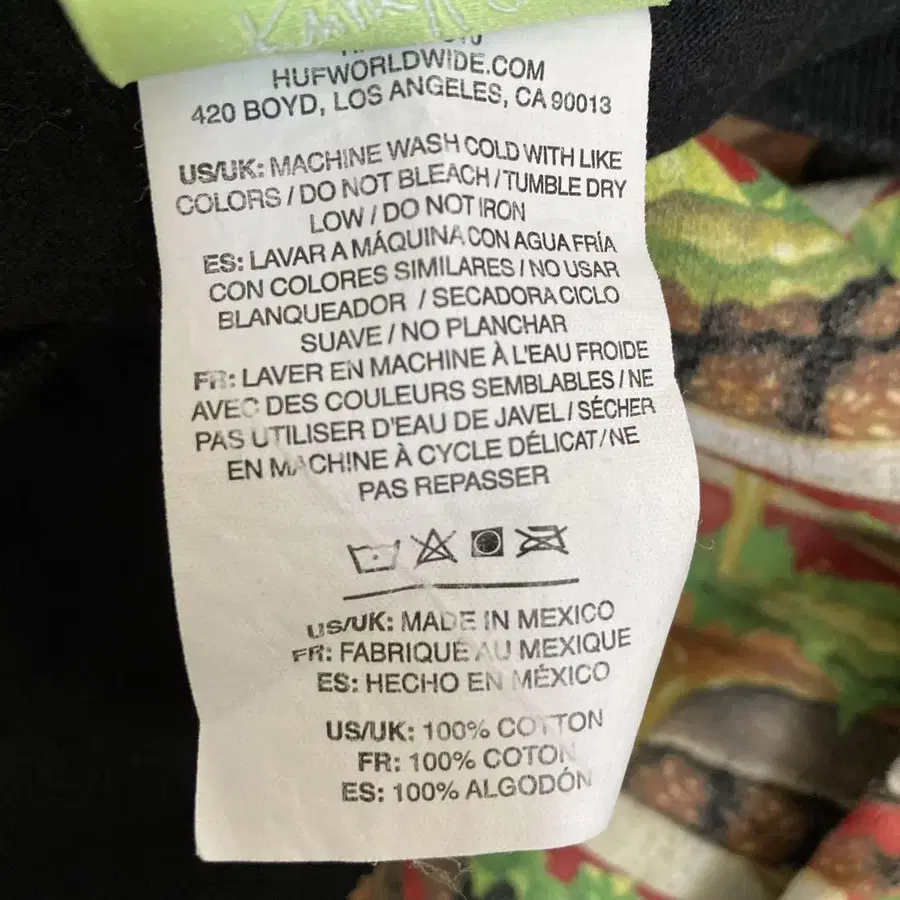 HUFWORLDWIDE.COM
420 BOYD, LOS ANGELES, CA 90013
US/UK: MACHINE WASH COLD WITH LIKE
COLORS / DO NOT BLEACH / TUMBLE DRY
LOW / DO NOT IRON
ES: LAVAR A MÁQUINA CON AGUA FRÍA
CON COLORES SIMILARES / NO USAR
BLANQUEADOR / SECADORA CICLO
SUAVE / NO PLANCHAR
FR: LAVER EN MACHINE À L'EAU FROIDE
AVEC DES COULEURS SEMBLABLES / NE
PAS UTILISER D'EAU DE JAVEL / SÉCHER
EN MACHINE À CYCLE DÉLICAT / NE
PAS REPASSER
US/UK: MADE IN MEXICO
FR: FABRIQUÉ AU MEXIQUE
ES: HECHO EN MÉXICO
US/UK: 100% COTTON
FR: 100% COTON
ES: 100% ALGODÓN